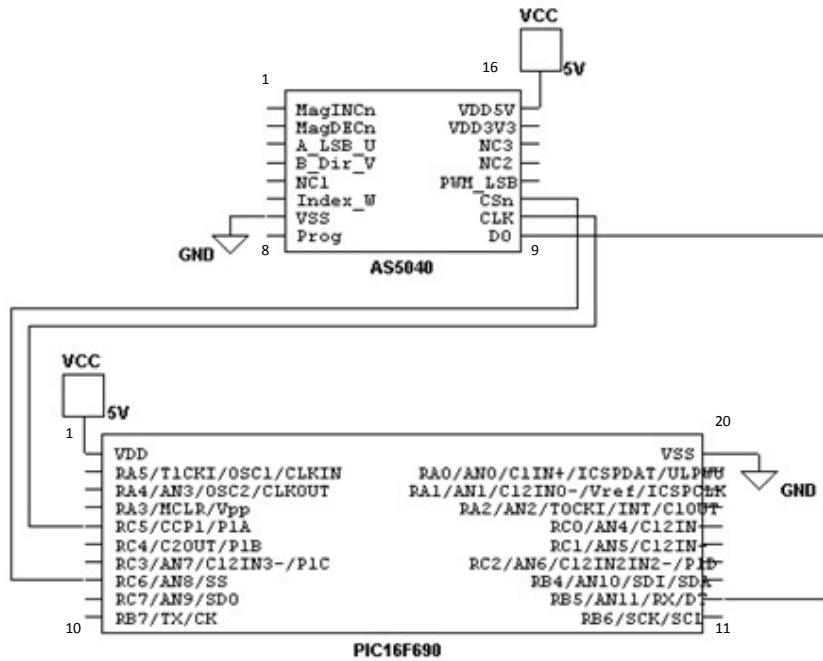 VCC
5V
1
16
MagINCn
VDD5V
MagDECn
VDD3V3
A_LSB_U
NC3
B_Dir_V
NC2
NC1
PWM_LSB
Index_W
CSn
VSS
CLK
Prog
DO
GND
8
9
AS5040
VCC
5V
1
20
VDD
VSS
RA5/T1CKI/OSC1/CLKIN
RA0/AN0/C1IN+/ICSPDAT/ULPWU
RA4/AN3/OSC2/CLKOUT
RA1/AN1/C12IN0-/Vref/ICSPCLK
GND
RA3/MCLR/Vpp
RA2/AN2/T0CKI/INT/C1OUT
RC5/CCP1/P1A
RC0/AN4/C12IN
RC4/C2OUT/P1B
RC1/AN5/C12IN-
RC3/AN7/C12IN3-/P1C
RC2/AN6/C12IN2IN2-/P1D
RC6/AN8/SS
RB4/AN10/SDI/SDA
RC7/AN9/SDO
RB5/AN11/RX/DT
RB7/TX/CK
RB6/SCK/SCL
10
11
PIC16F690